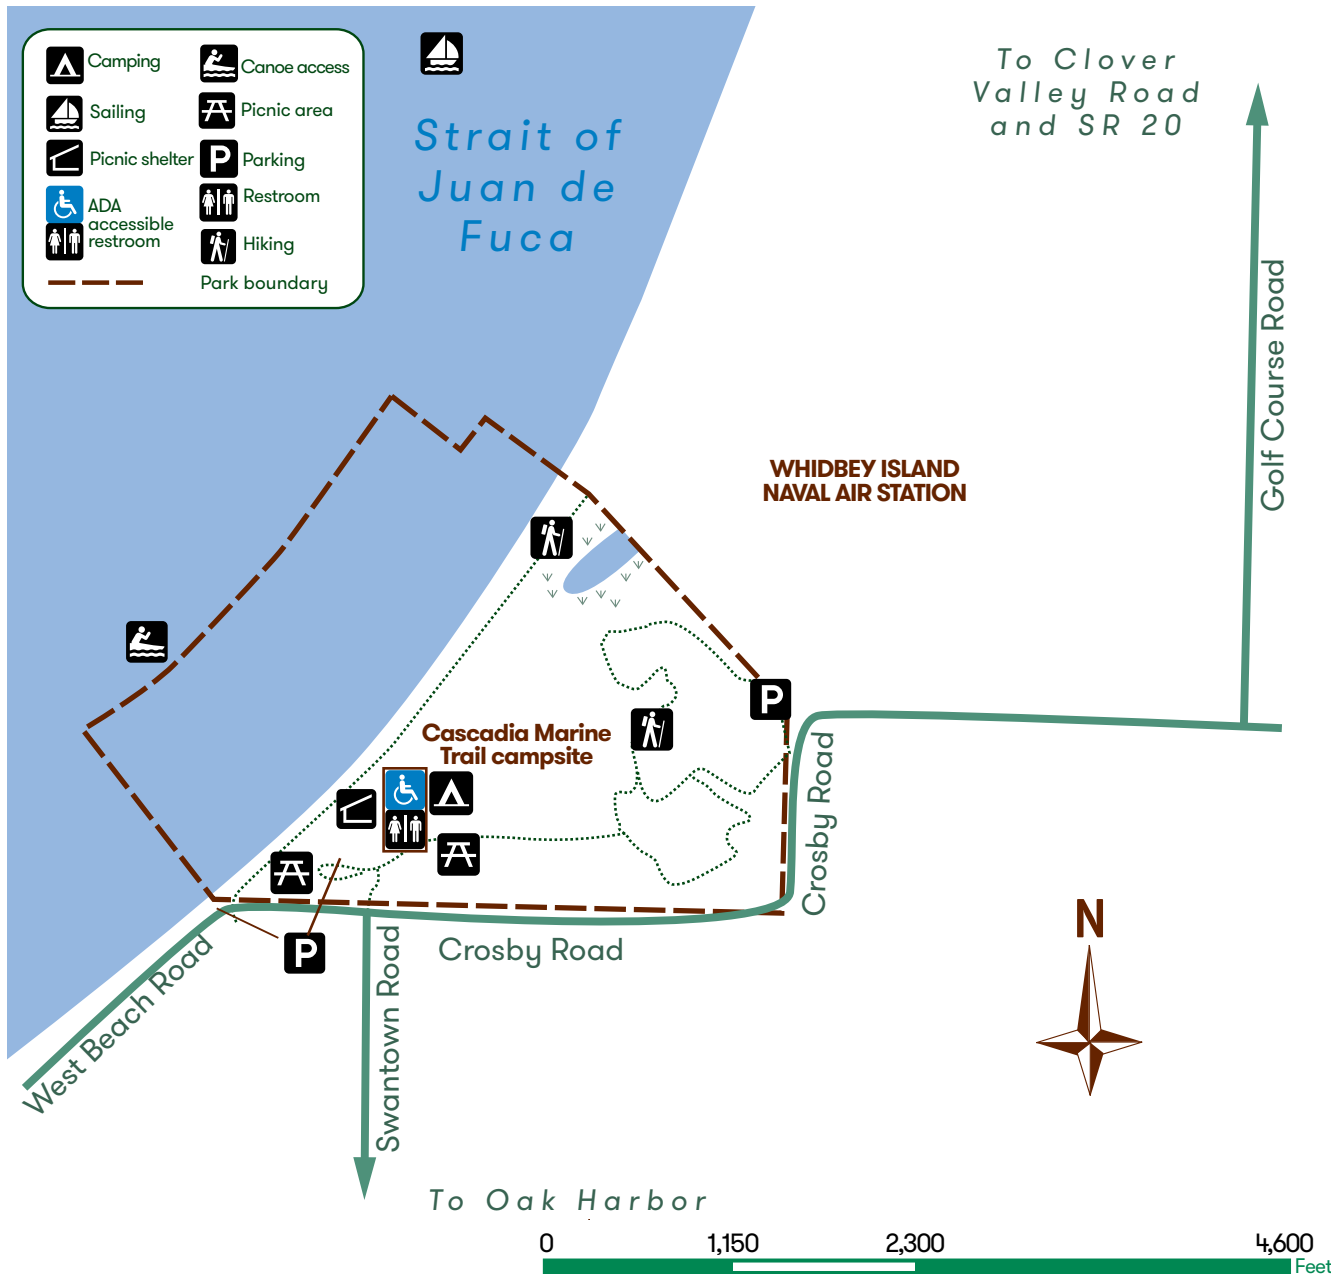 Camping
Canoe access
Sailing
Picnic area
Picnic shelter
P
Parking
ADA
accessible
restroom
Restroom
Hiking
Park boundary
Strait of
Juan de
Fuca
To Clover
Valley Road
and SR 20
Golf Course Road
WHIDBEY ISLAND
NAVAL AIR STATION
P
Cascadia Marine
Trail campsite
Crosby Road
P
Crosby Road
West Beach Road
Swantown Road
N
To Oak Harbor
0 1,150 2,300 4,600
Feet